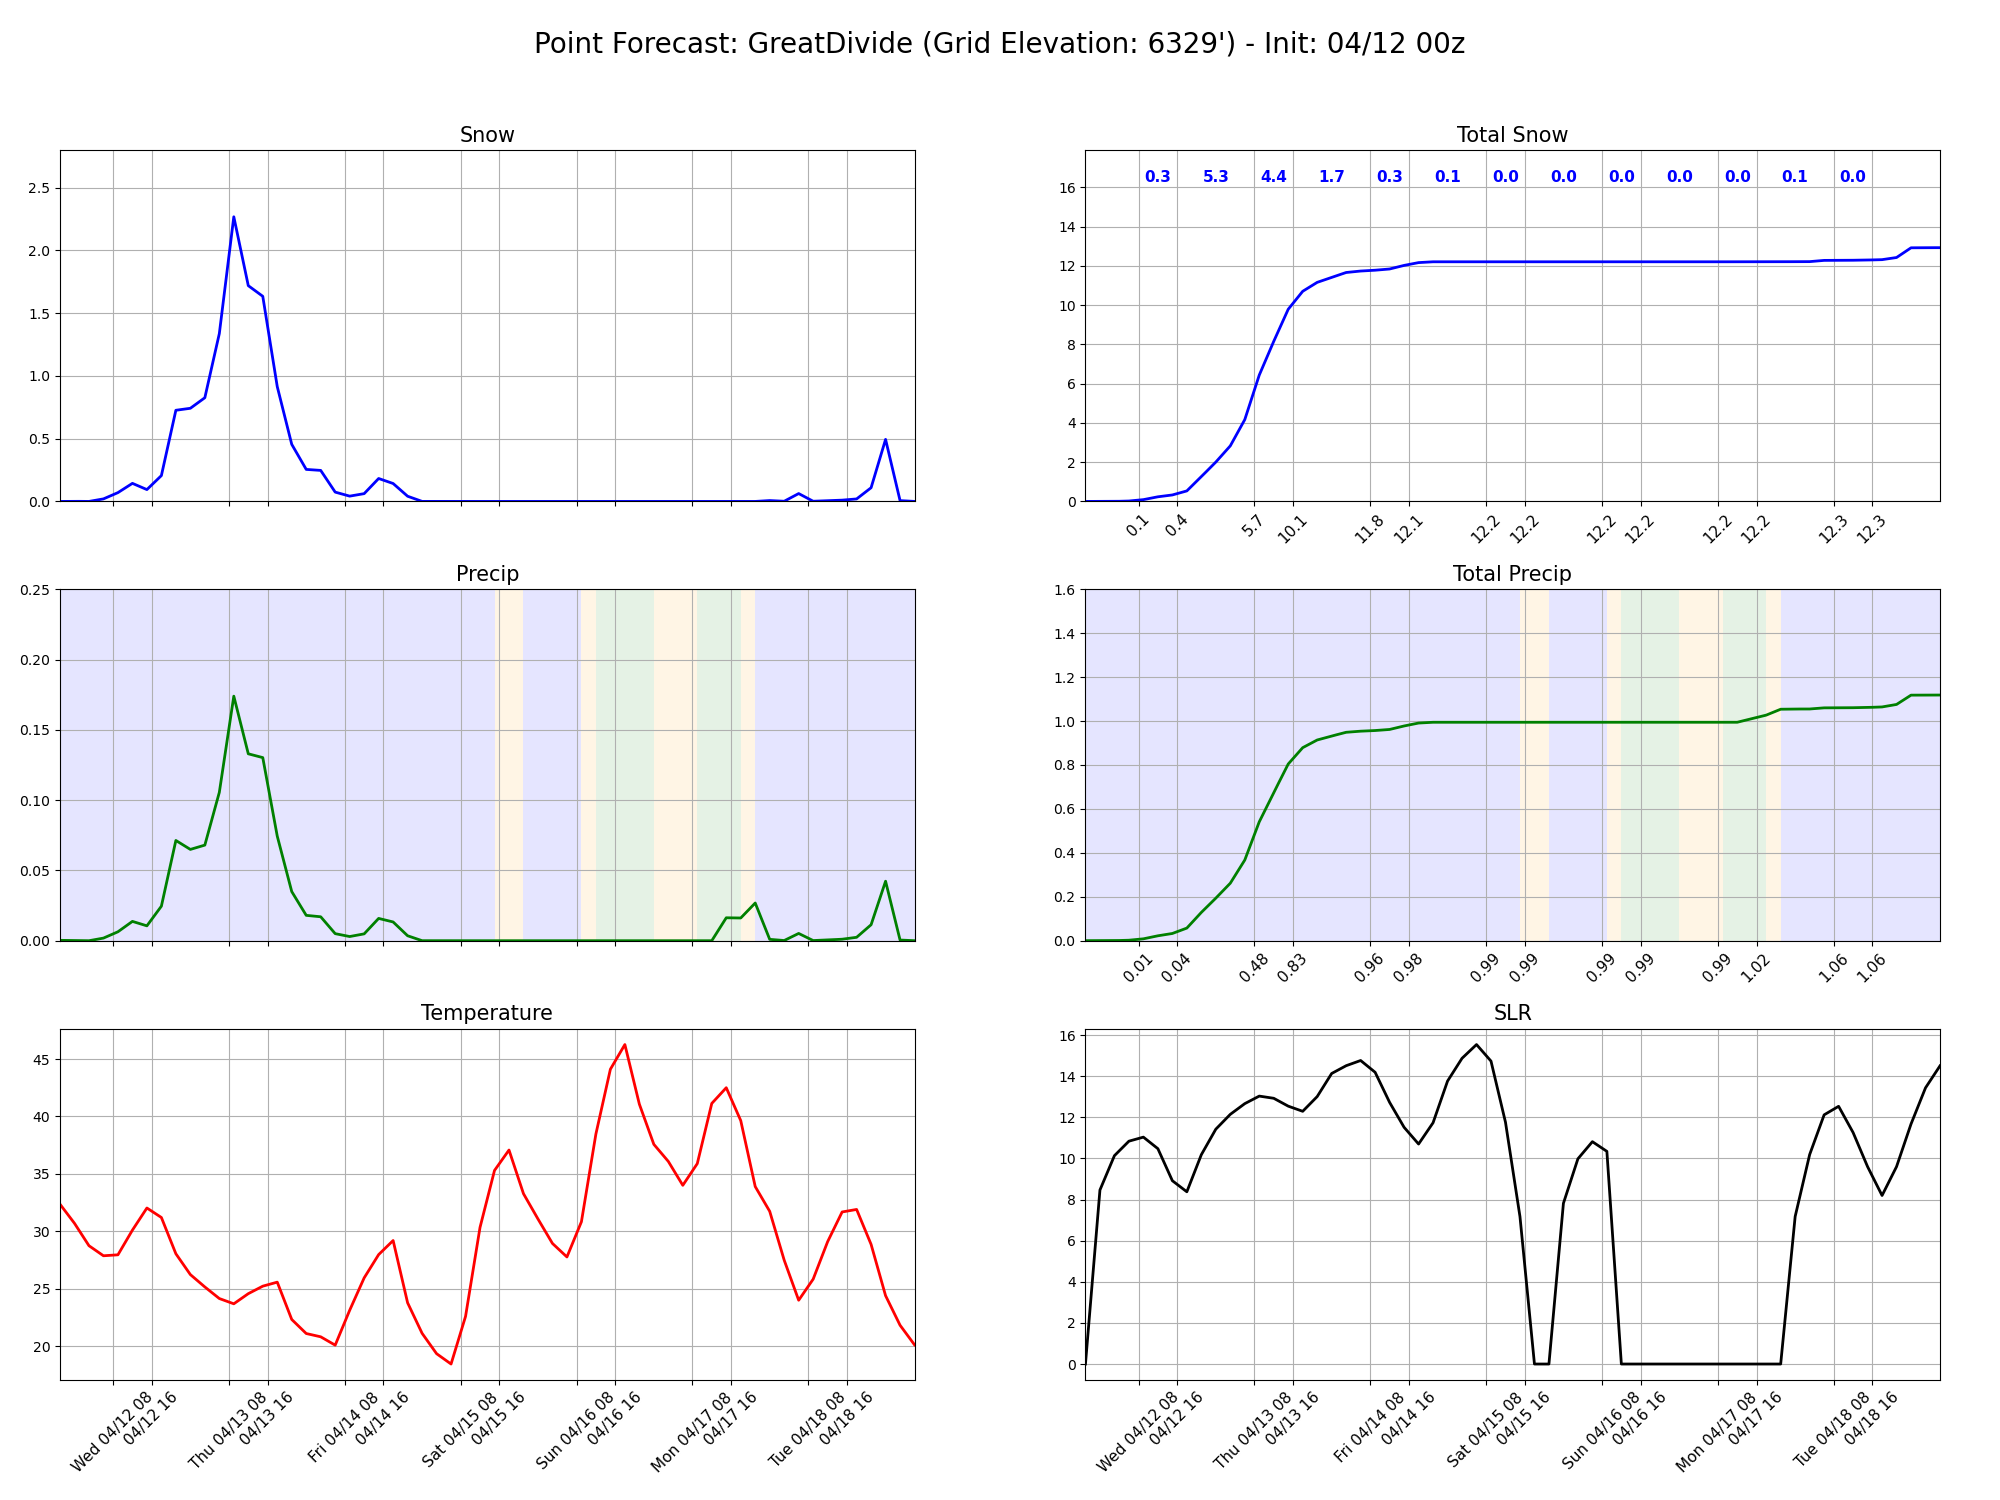 Point Forecast: GreatDivide (Grid Elevation: 6329') - Init: 04/12 00z
Snow
2.5
2.0
1.5
1.0
0.5
0.0
Total Snow
0.3 5.3 4.4 1.7 0.3 0.1 0.0 0.0 0.0 0.0 0.0 0.1 0.0
16
14
12
10
8
6
4
2
0
0.1 0.4 5.7 10.1 11.8 12.1 12.2 12.2 12.2 12.2 12.2 12.2 12.3 12.3
Precip
0.25
0.20
0.15
0.10
0.05
0.00
Total Precip
1.6
1.4
1.2
1.0
0.8
0.6
0.4
0.2
0.0
0.01 0.04 0.48 0.83 0.96 0.98 0.99 0.99 0.99 0.99 0.99 1.02 1.06 1.06
Temperature
45
40
35
30
25
20
Wed 04/12 08
04/12 16
Thu 04/13 08
04/13 16
Fri 04/14 08
04/14 16
Sat 04/15 08
04/15 16
Sun 04/16 08
04/16 16
Mon 04/17 08
04/17 16
Tue 04/18 08
04/18 16
SLR
16
14
12
10
8
6
4
2
0
Wed 04/12 08
04/12 16
Thu 04/13 08
04/13 16
Fri 04/14 08
04/14 16
Sat 04/15 08
04/15 16
Sun 04/16 08
04/16 16
Mon 04/17 08
04/17 16
Tue 04/18 08
04/18 16